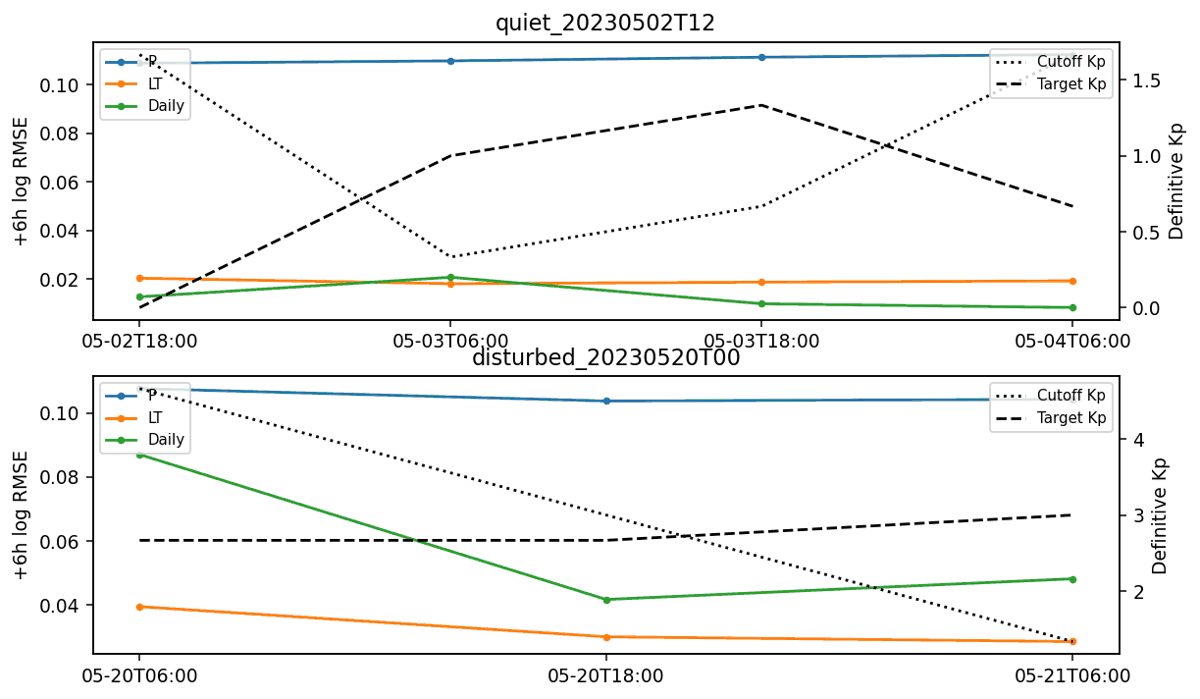 quiet_20230502T12
P
LT
Daily
Cutoff Kp
Target Kp
0.10
0.08
0.06
0.04
0.02
+6h log RMSE
1.5
1.0
0.5
0.0
Definitive Kp
05-02T18:00
05-03T06:00
05-03T18:00
05-04T06:00
disturbed_20230520T00
P
LT
Daily
Cutoff Kp
Target Kp
0.10
0.08
0.06
0.04
+6h log RMSE
4
3
2
Definitive Kp
05-20T06:00
05-20T18:00
05-21T06:00